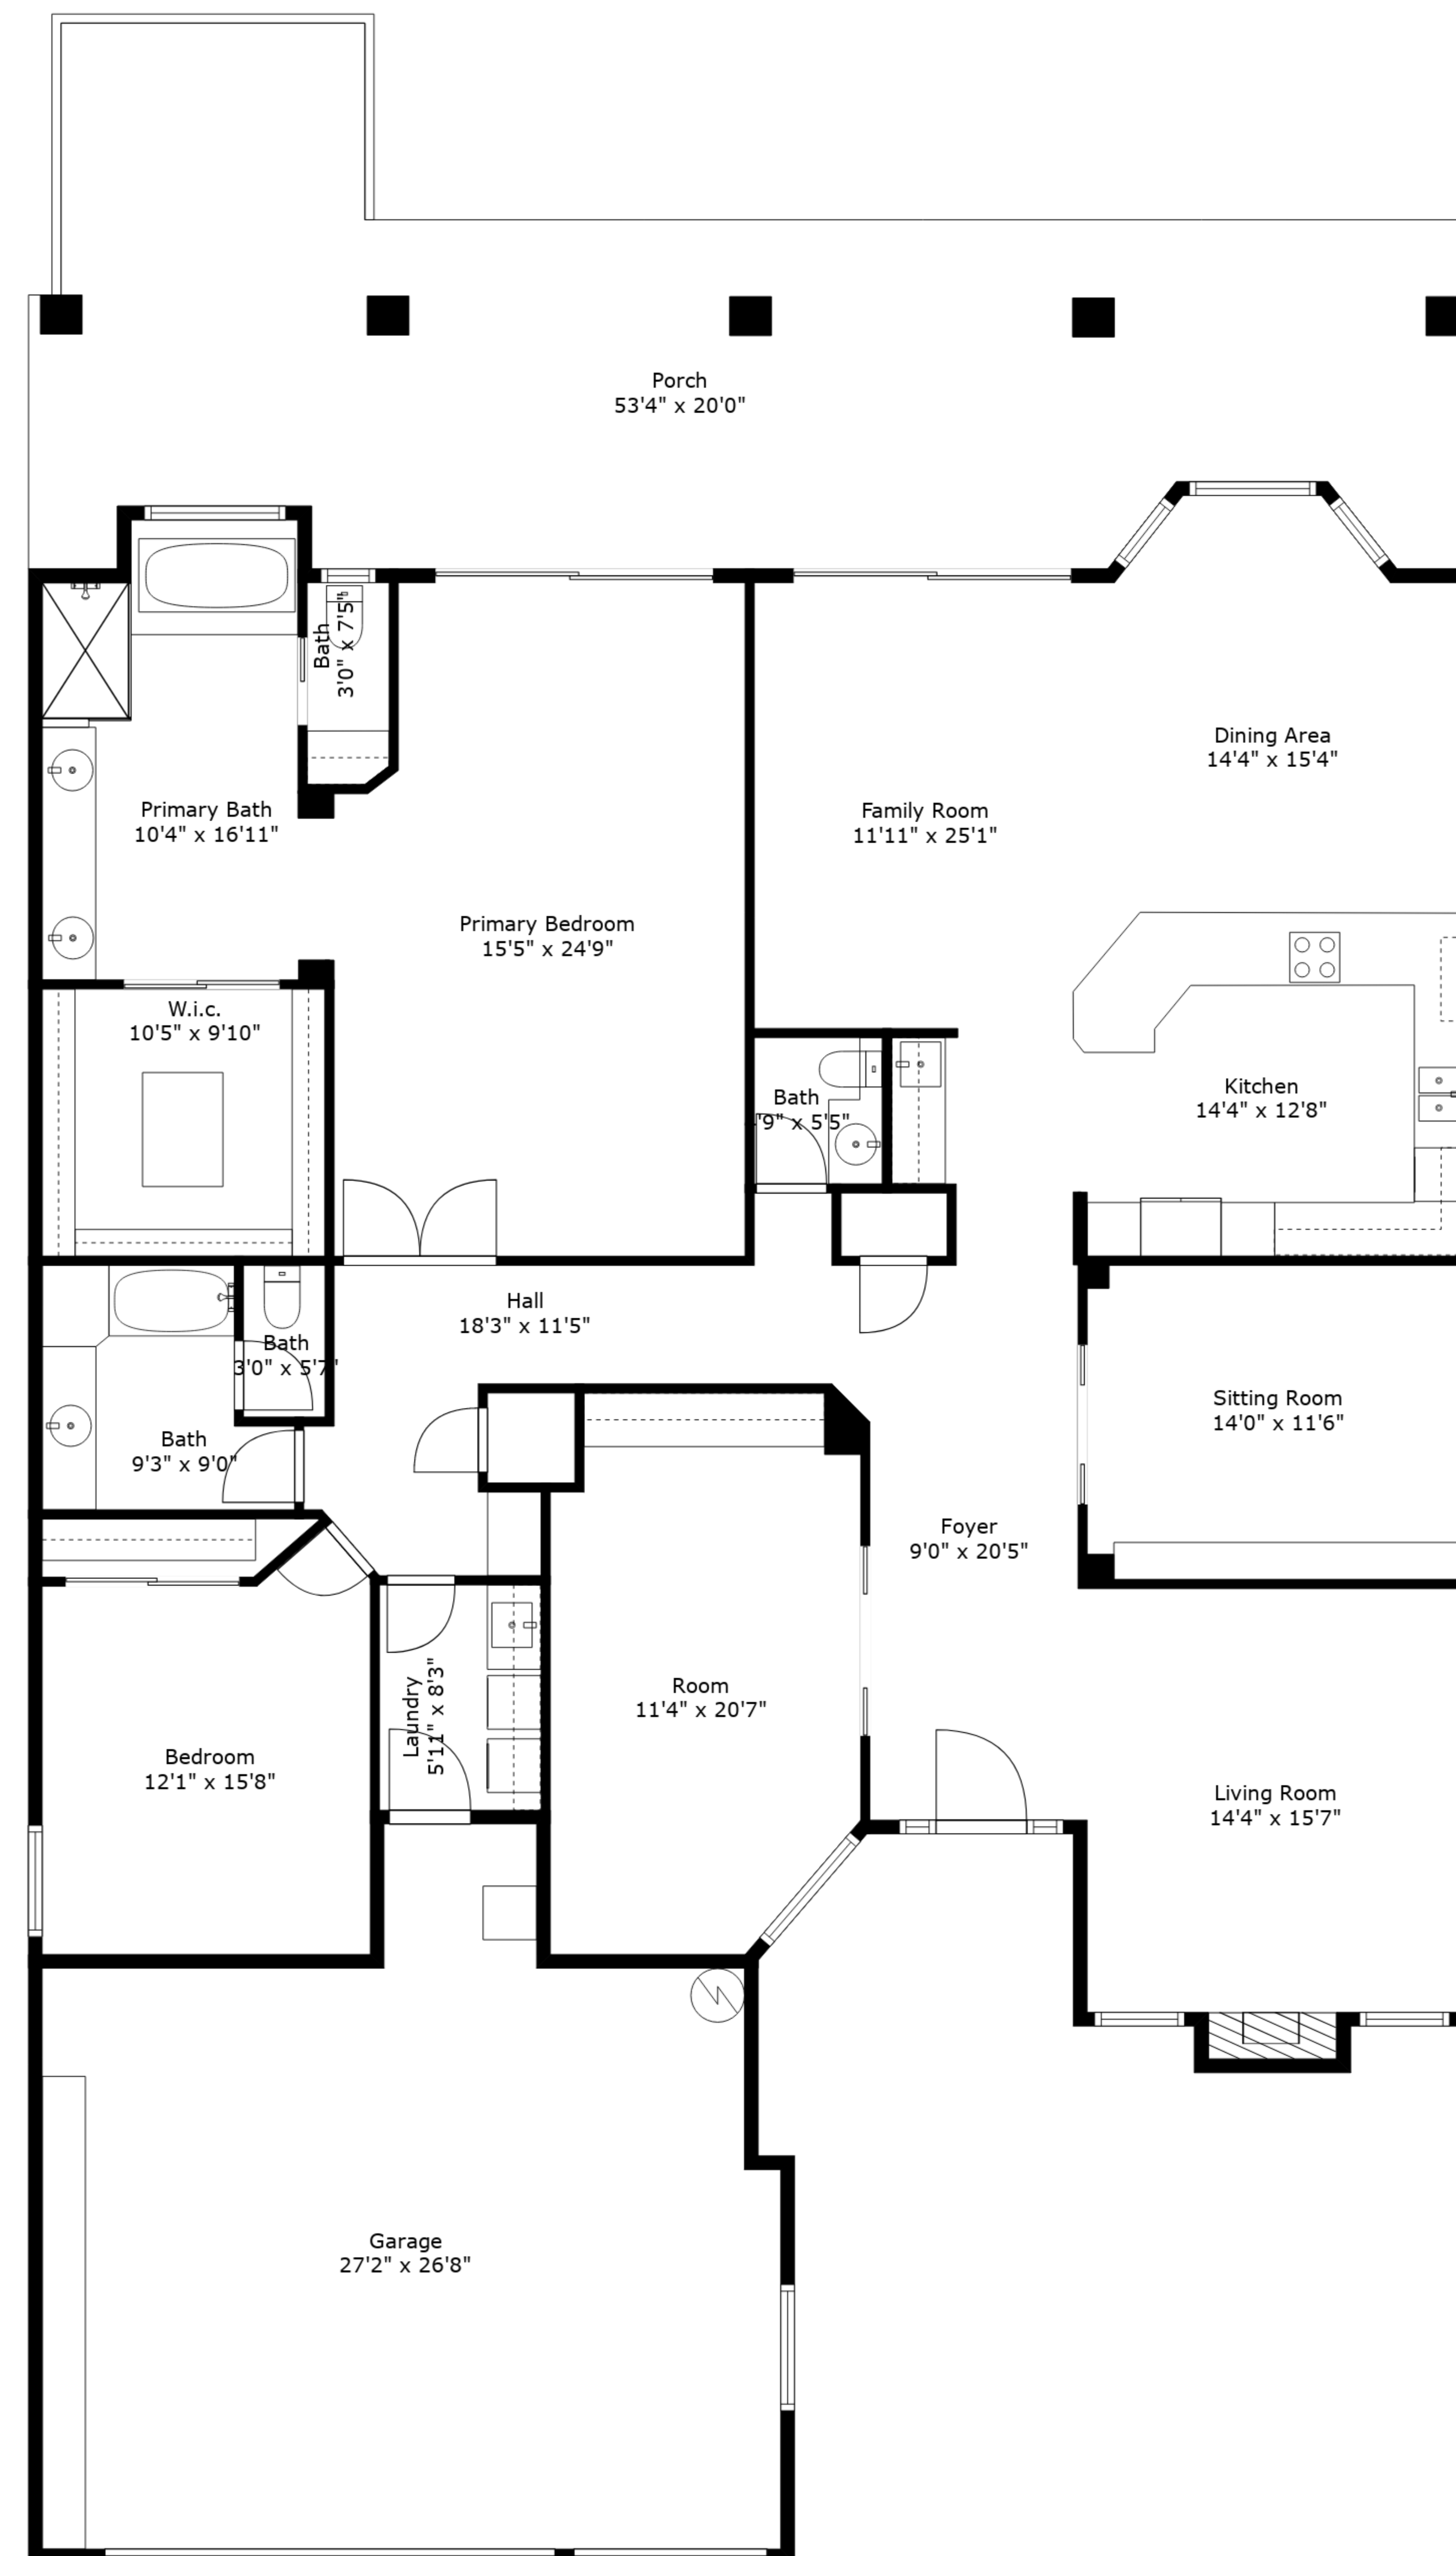 Porch
53'4" x 20'0"
Bath
3'0" x 7'5"
Dining Area
14'4" x 15'4"
Primary Bath
10'4" x 16'11"
Family Room
11'11" x 25'1"
Primary Bedroom
15'5" x 24'9"
W.i.c.
10'5" x 9'10"
Kitchen
14'4" x 12'8"
Bath
'9" x 5'5"
Hall
18'3" x 11'5"
Bath
3'0" x 5'7"
Sitting Room
14'0" x 11'6"
Bath
9'3" x 9'0"
Foyer
9'0" x 20'5"
Room
11'4" x 20'7"
Laundry
5'11" x 8'3"
Bedroom
12'1" x 15'8"
Living Room
14'4" x 15'7"
Garage
27'2" x 26'8"